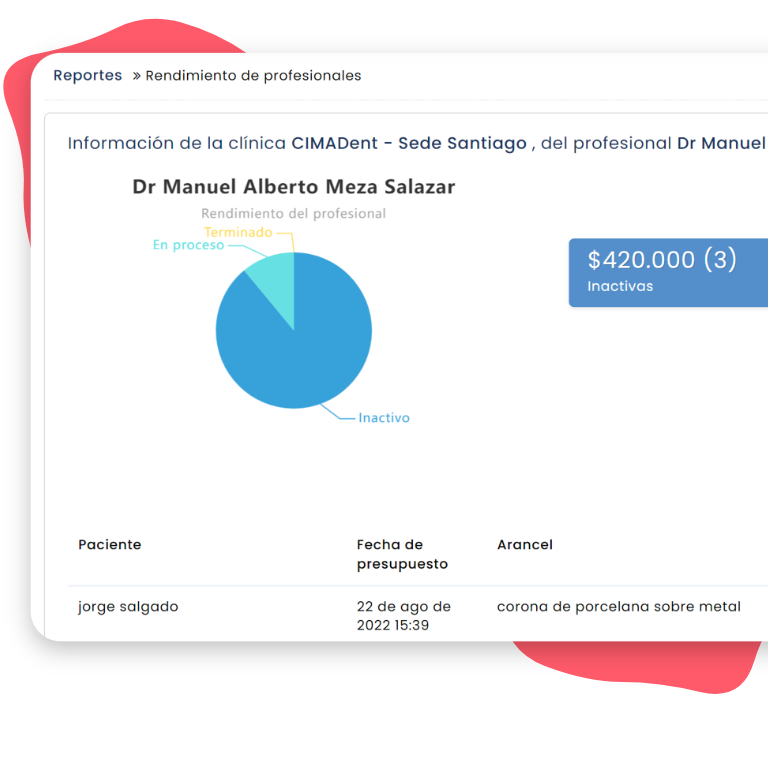 Reportes » Rendimiento de profesionales
Información de la clínica CIMADent - Sede Santiago , del profesional Dr Manuel
Dr Manuel Alberto Meza Salazar
Rendimiento del profesional
Terminado
En proceso
$420.000 (3)
Inactivas
Inactivo
Paciente
Fecha de
presupuesto
Arancel
jorge salgado
22 de ago de
2022 15:39
corona de porcelana sobre metal